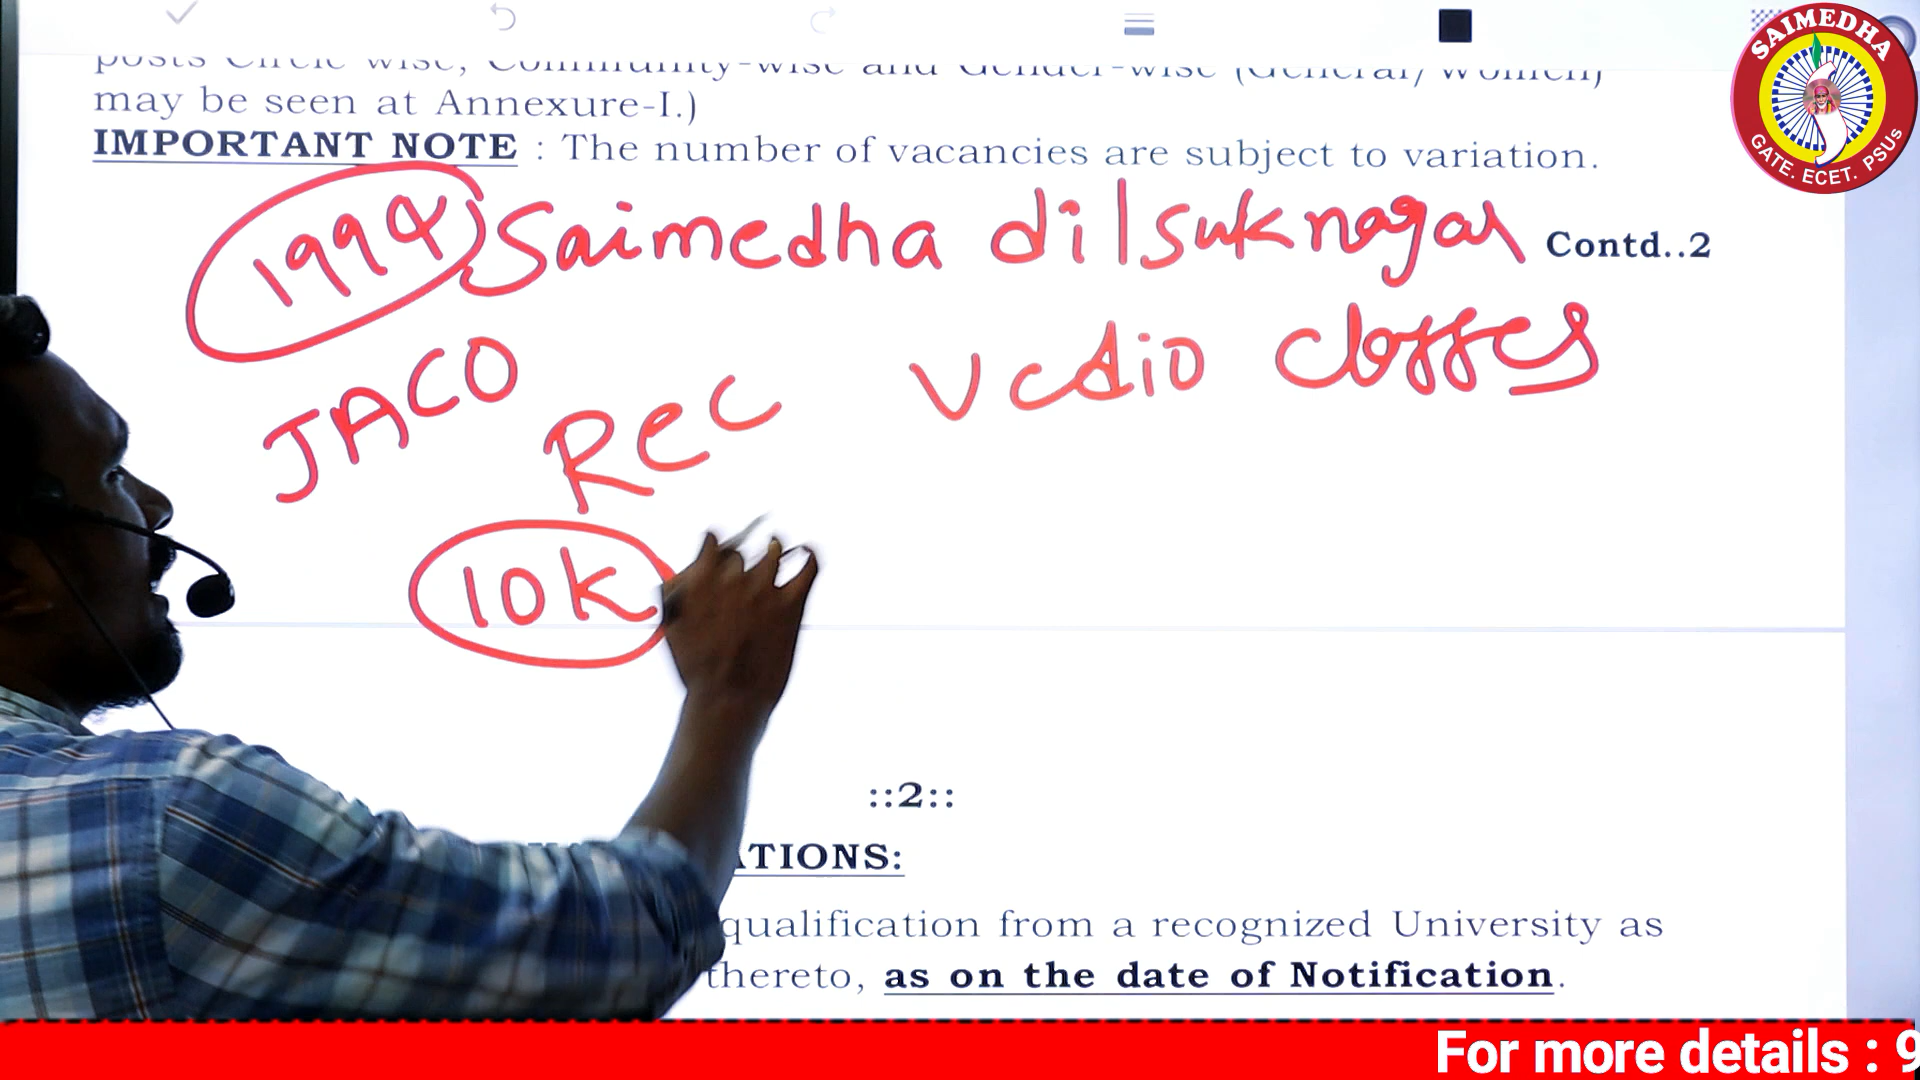 may be seen at Annexure-I.)
IMPORTANT NOTE : The number of vacancies are subject to variation.
1994 Saimedha dilsuknagar
Contd..2
JACO
Rec
Vedio classes
10k
::2::
ATIONS:
qualification from a recognized University as
thereto, as on the date of Notification.
SAIMEDHA
GATE. ECET. PSUs
For more details : 9